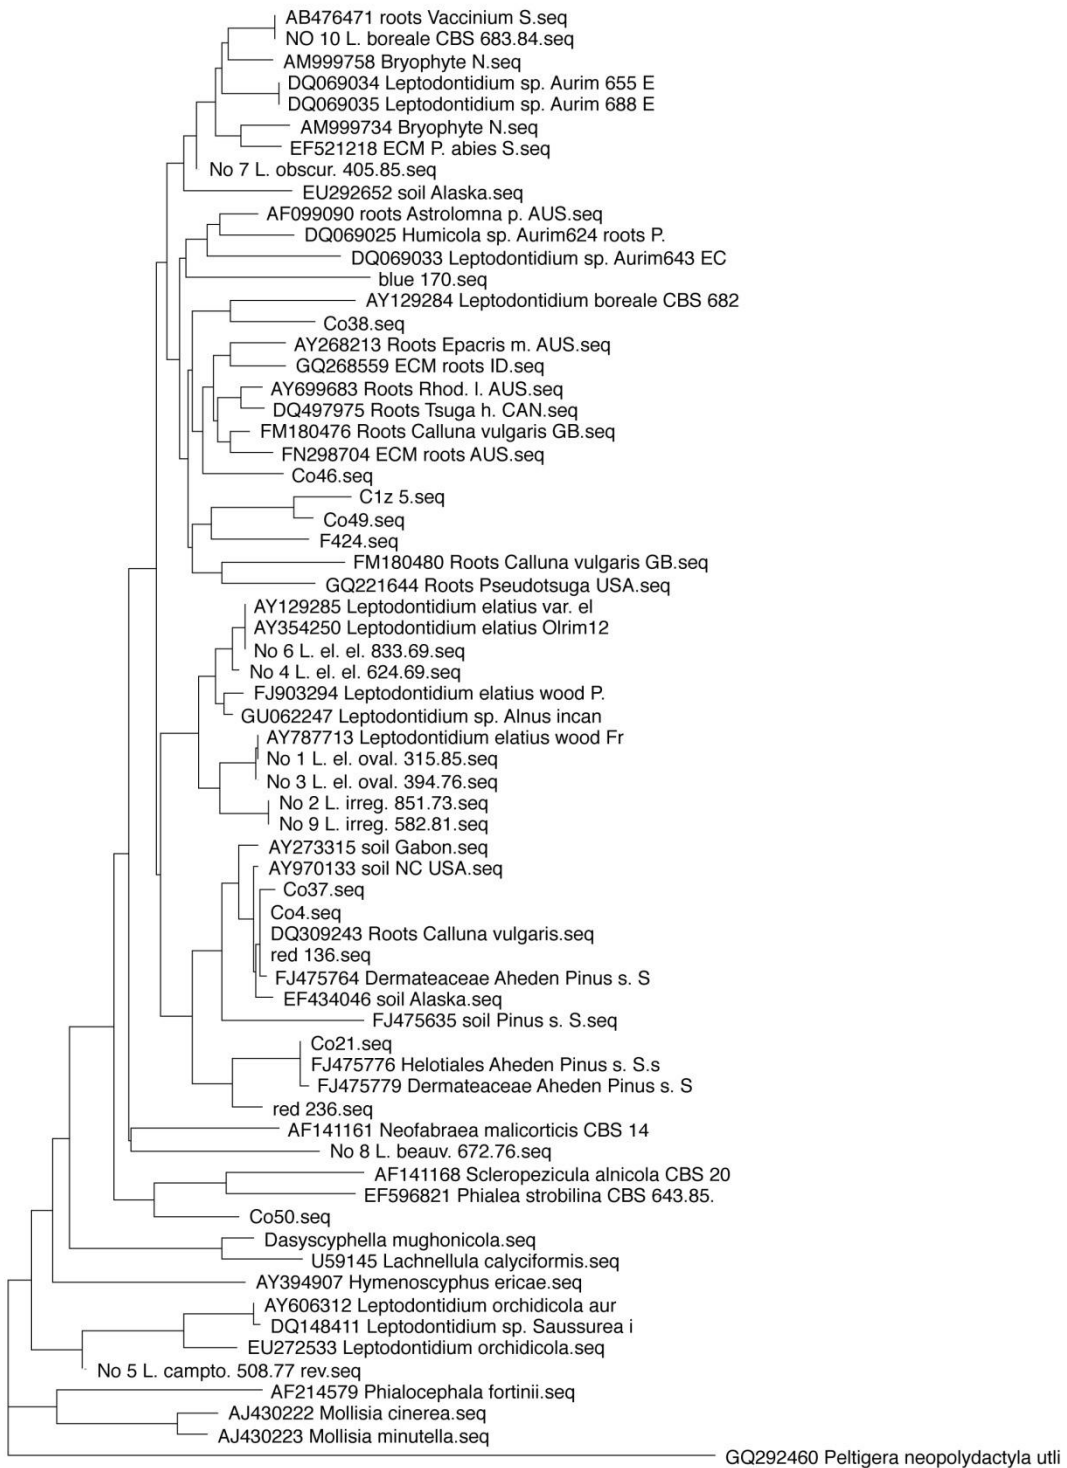 AB476471 roots Vaccinium S.seq
NO 10 L. boreale CBS 683.84.seq
AM999758 Bryophyte N.seq
DQ069034 Leptodontidium sp. Aurim 655 E
DQ069035 Leptodontidium sp. Aurim 688 E
AM999734 Bryophyte N.seq
EF521218 ECM P. abies S.seq
No 7 L. obscur. 405.85.seq
EU292652 soil Alaska.seq
AF099090 roots Astrolomna p. AUS.seq
DQ069025 Humicola sp. Aurim624 roots P.
DQ069033 Leptodontidium sp. Aurim643 EC
blue 170.seq
AY129284 Leptodontidium boreale CBS 682
Co38.seq
AY268213 Roots Epacris m. AUS.seq
GQ268559 ECM roots ID.seq
AY699683 Roots Rhod. l. AUS.seq
DQ497975 Roots Tsuga h. CAN.seq
FM180476 Roots Calluna vulgaris GB.seq
FN298704 ECM roots AUS.seq
Co46.seq
C1z 5.seq
Co49.seq
F424.seq
FM180480 Roots Calluna vulgaris GB.seq
GQ221644 Roots Pseudotsuga USA.seq
AY129285 Leptodontidium elatius var. el
AY354250 Leptodontidium elatius Olrim12
No 6 L. el. el. 833.69.seq
No 4 L. el. el. 624.69.seq
FJ903294 Leptodontidium elatius wood P.
GU062247 Leptodontidium sp. Alnus incan
AY787713 Leptodontidium elatius wood Fr
No 1 L. el. oval. 315.85.seq
No 3 L. el. oval. 394.76.seq
No 2 L. irreg. 851.73.seq
No 9 L. irreg. 582.81.seq
AY273315 soil Gabon.seq
AY970133 soil NC USA.seq
Co37.seq
Co4.seq
DQ309243 Roots Calluna vulgaris.seq
red 136.seq
FJ475764 Dermateaceae Aheden Pinus s. S
EF434046 soil Alaska.seq
FJ475635 soil Pinus s. S.seq
Co21.seq
FJ475776 Helotiales Aheden Pinus s. S.s
FJ475779 Dermateaceae Aheden Pinus s. S
red 236.seq
AF141161 Neofabraea malicorticis CBS 14
No 8 L. beauv. 672.76.seq
AF141168 Scleropezicula alnicola CBS 20
EF596821 Phialea strobilina CBS 643.85.
Co50.seq
Dasyscyphella mughonicola.seq
U59145 Lachnellula calyciformis.seq
AY394907 Hymenoscyphus ericae.seq
AY606312 Leptodontidium orchidicola aur
DQ148411 Leptodontidium sp. Saussurea i
EU272533 Leptodontidium orchidicola.seq
No 5 L. campto. 508.77 rev.seq
AF214579 Phialocephala fortinii.seq
AJ430222 Mollisia cinerea.seq
AJ430223 Mollisia minutella.seq
GQ292460 Peltigera neopolydactyla utli